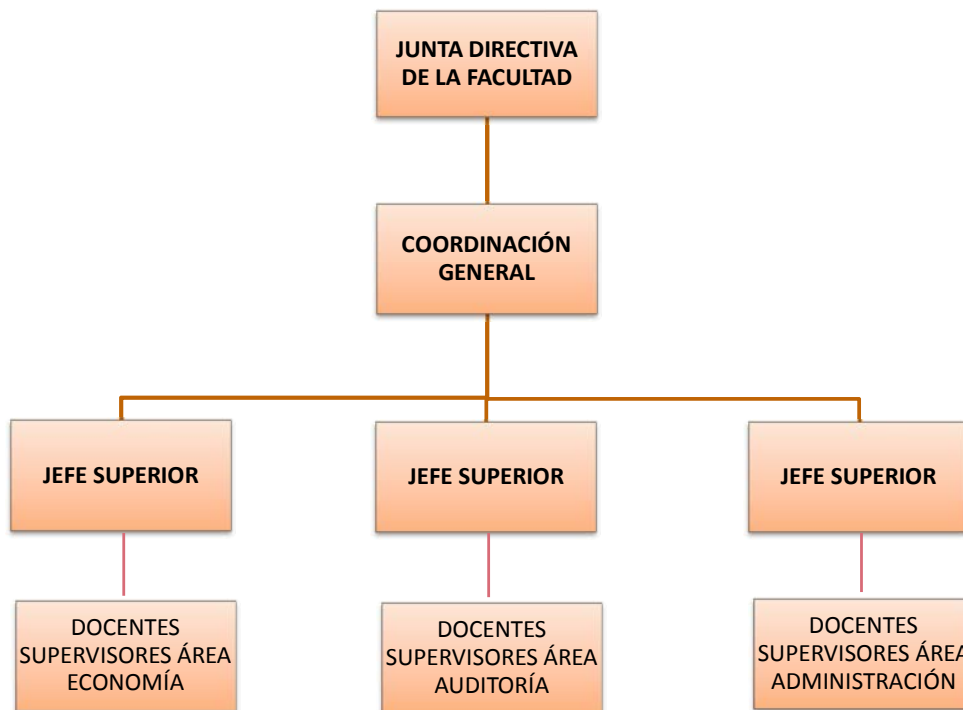 JUNTA DIRECTIVA
DE LA FACULTAD
COORDINACIÓN
GENERAL
JEFE SUPERIOR
JEFE SUPERIOR
JEFE SUPERIOR
DOCENTES
SUPERVISORES ÁREA
ECONOMÍA
DOCENTES
SUPERVISORES ÁREA
AUDITORÍA
DOCENTES
SUPERVISORES ÁREA
ADMINISTRACIÓN